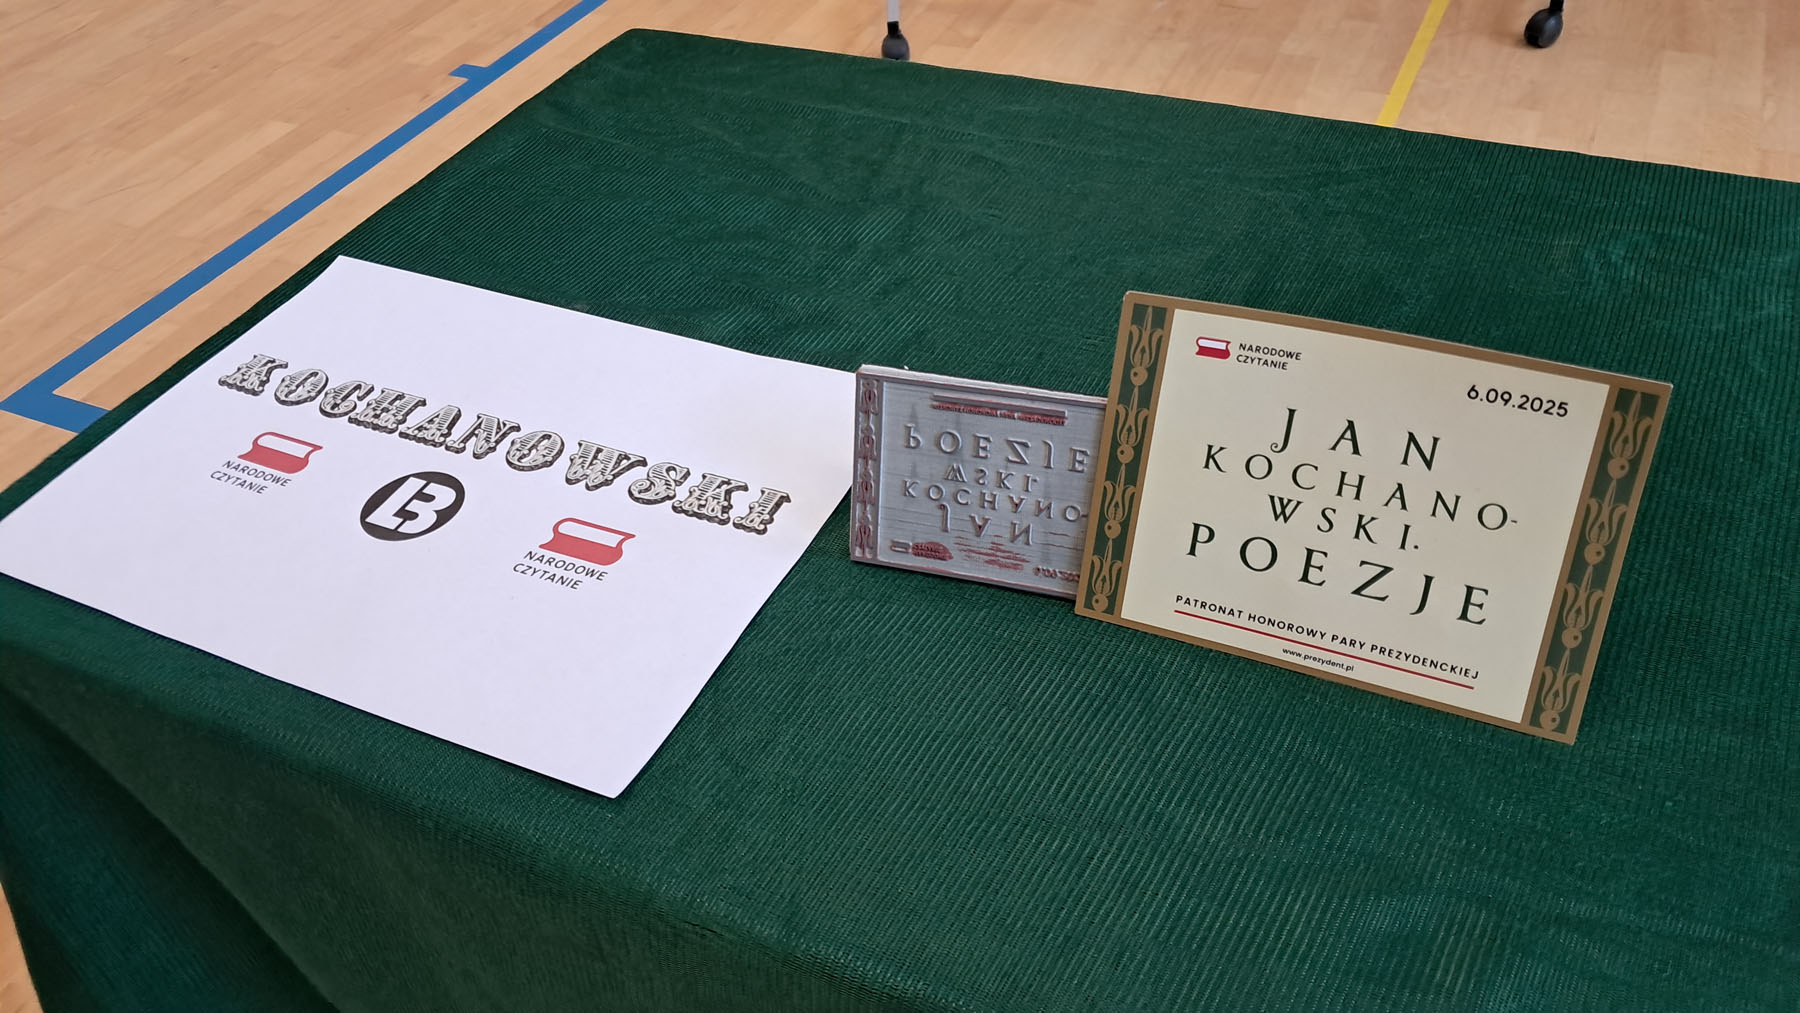 KOCHANOWSKI
NARODOWE
CZYTANIE
B
NARODOWE
CZYTANIE
POEZJE
WSKI.
KOCHANO-
JAN
NARODOWE
CZYTANIE
6.09.2025
JAN
KOCHANO-
WSKI.
POEZJE
PATRONAT HONOROWY PARY PREZYDENCKIEJ
www.prezydent.pl